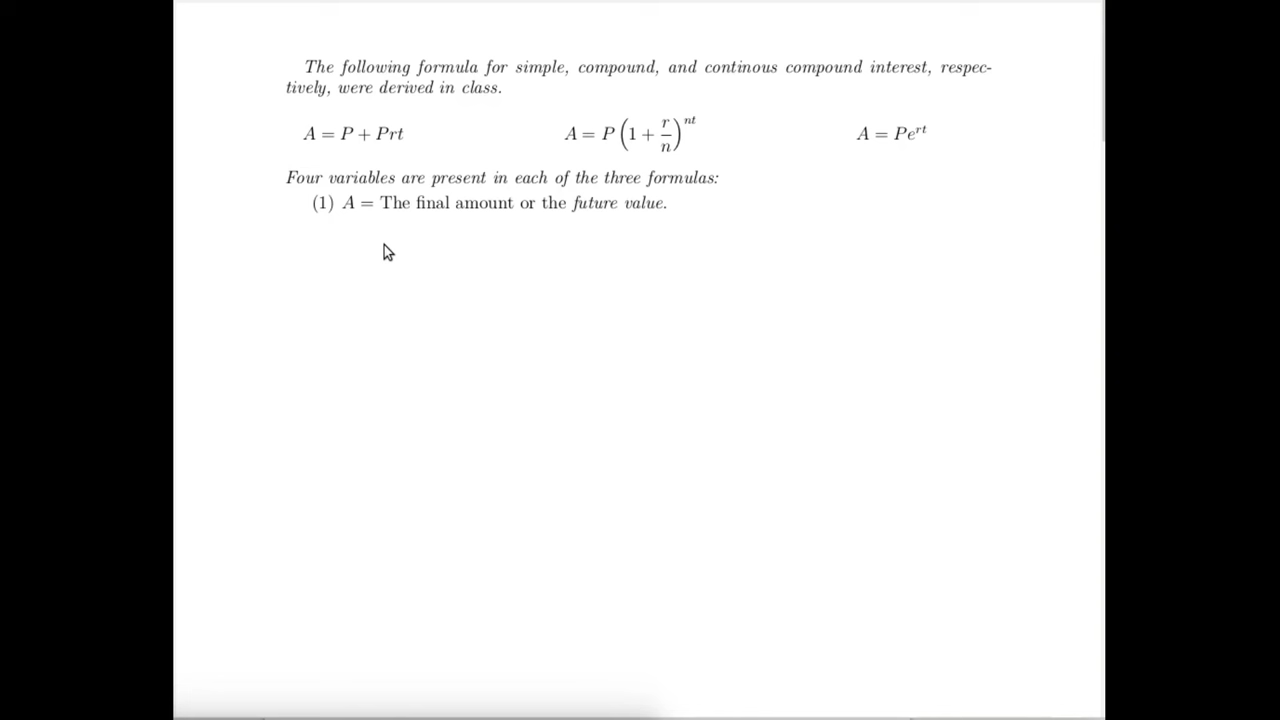 The following formula for simple, compound, and continous compound interest, respec-
tively, were derived in class.
A = P + Prt    A = P(1 + r/n)^{nt}    A = Pe^{rt}
Four variables are present in each of the three formulas:
(1) A = The final amount or the future value.